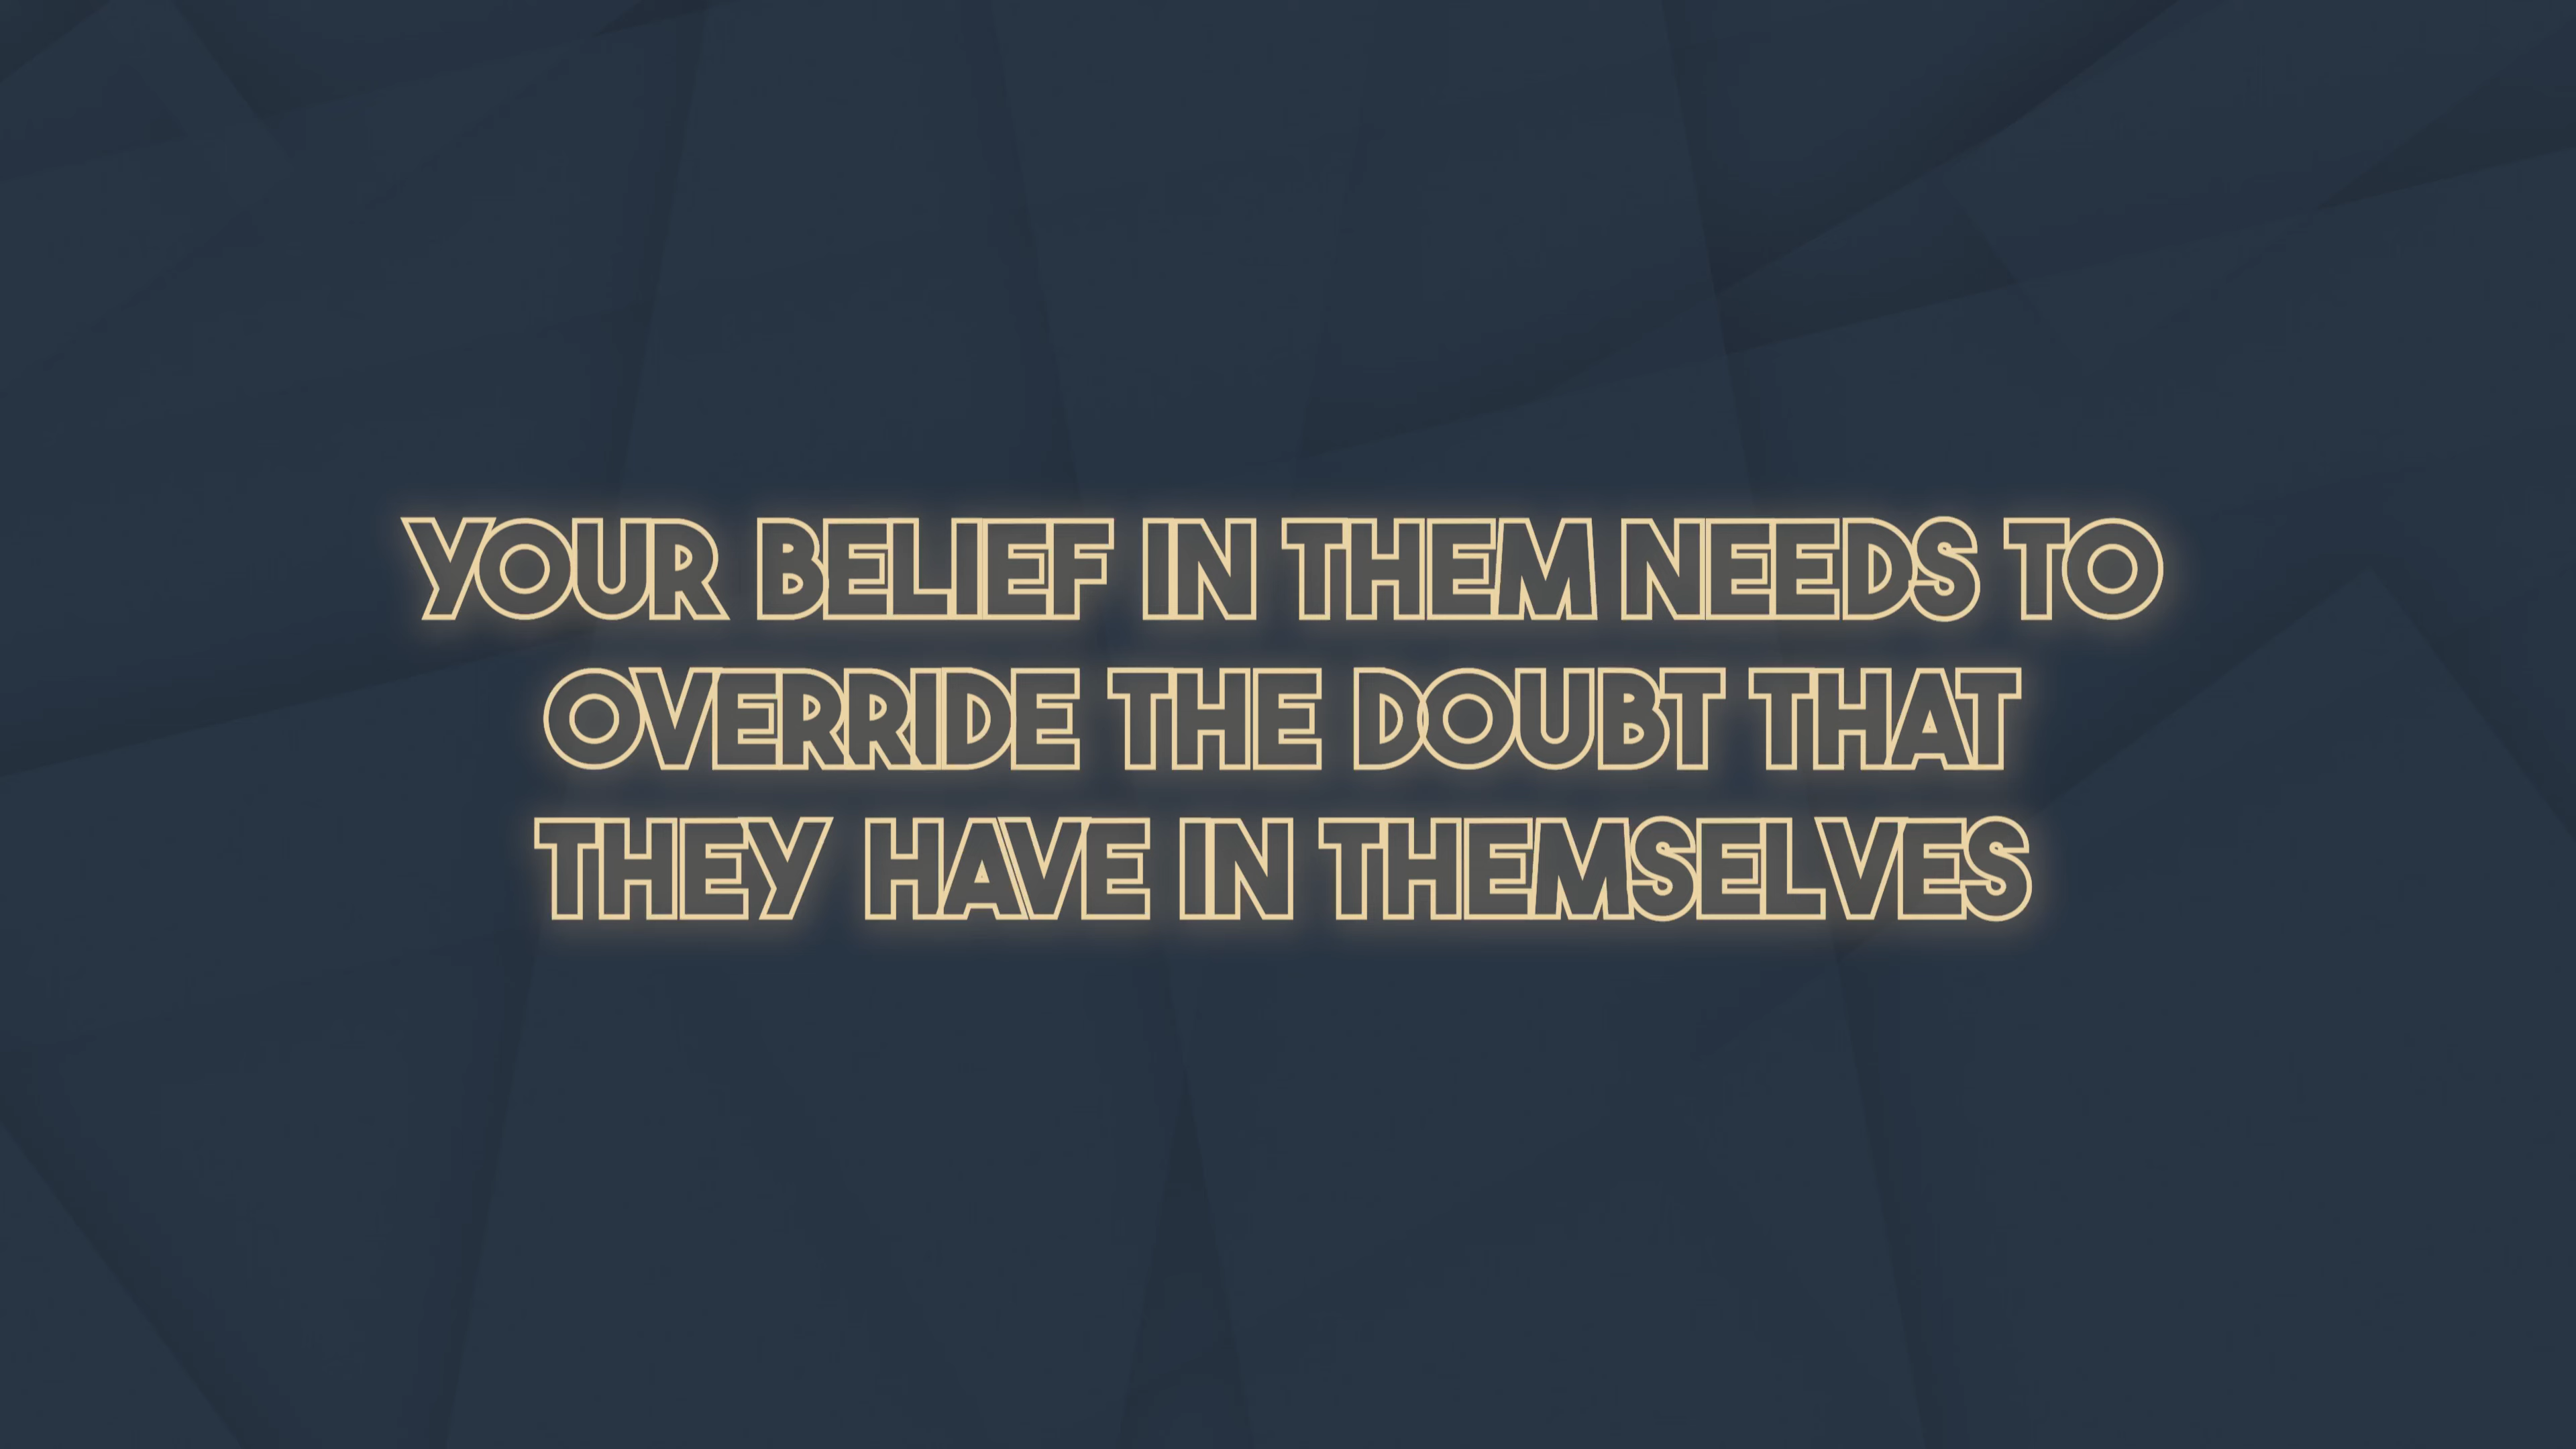 YOUR BELIEF IN THEM NEEDS TO
OVERRIDE THE DOUBT THAT
THEY HAVE IN THEMSELVES